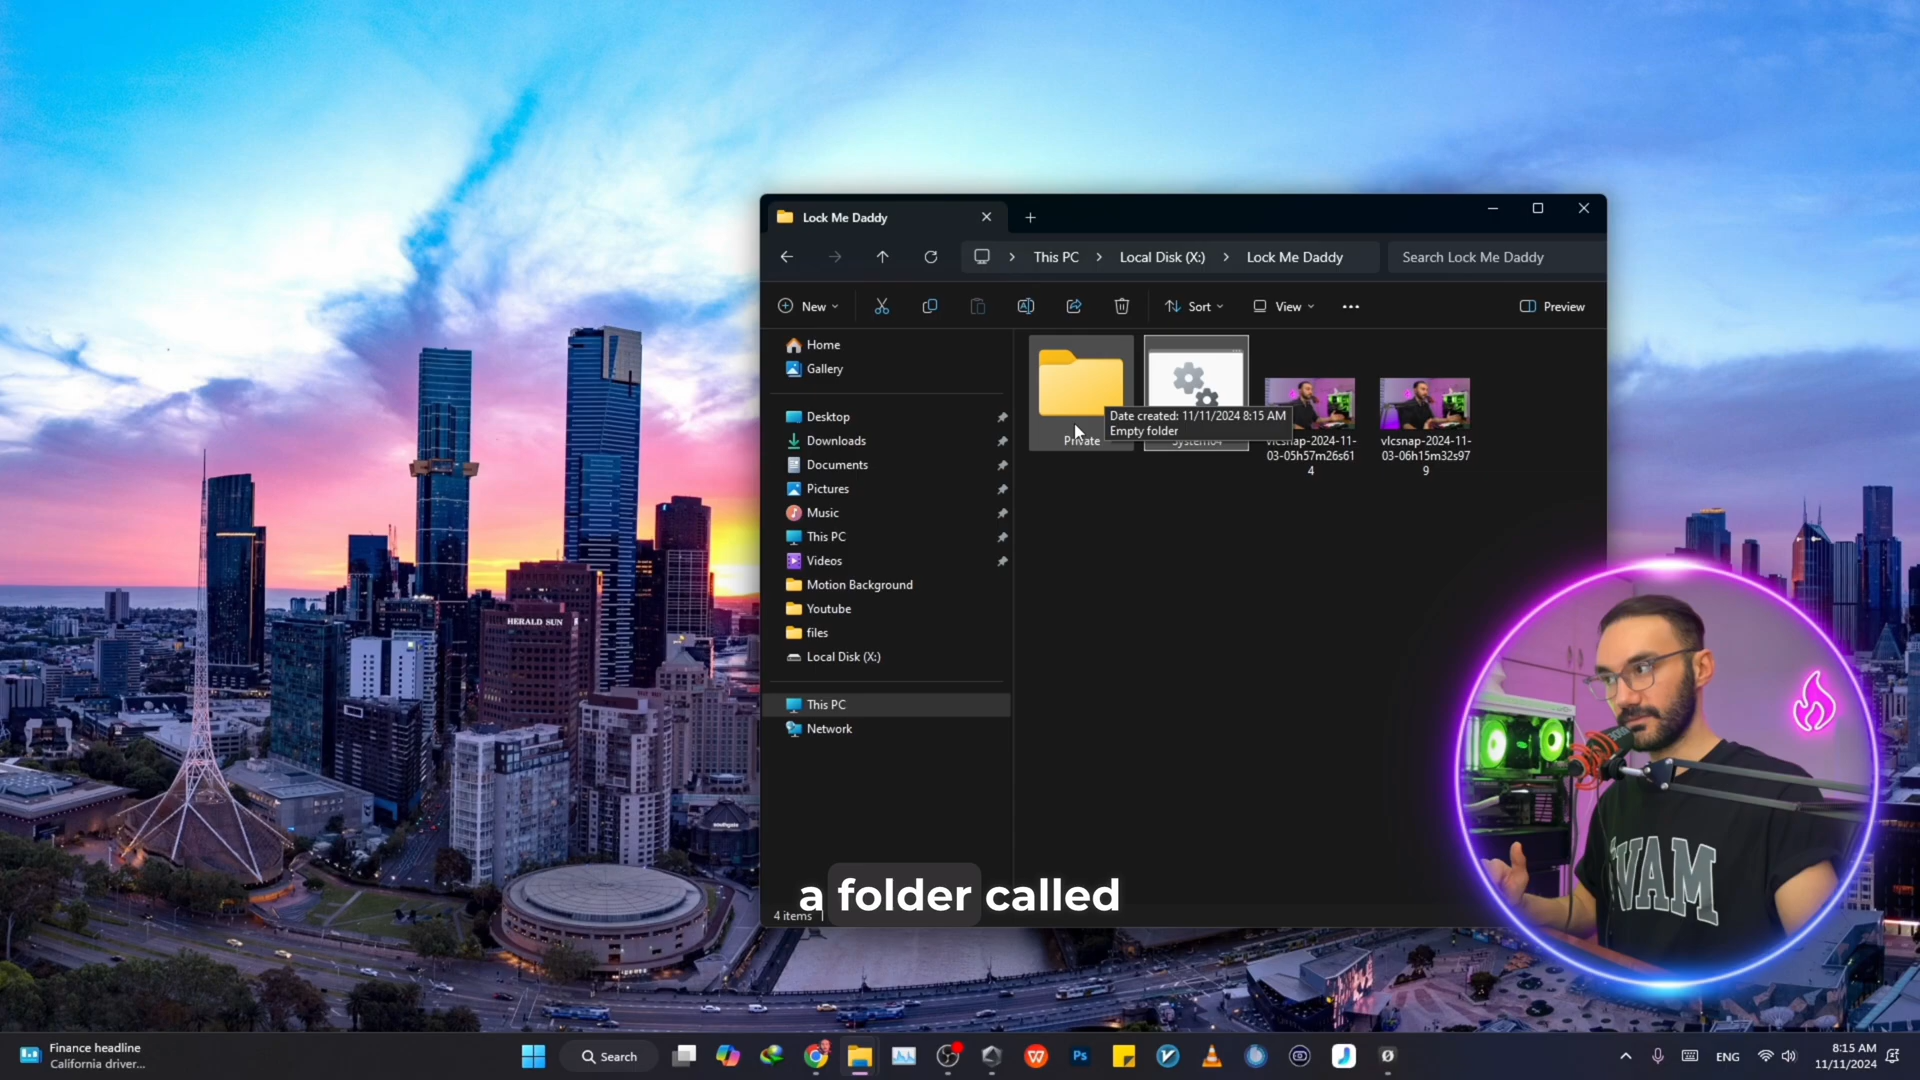 Lock Me Daddy
This PC
Local Disk (X:)
Lock Me Daddy
Search Lock Me Daddy
New
Sort
View
Preview
Home
Gallery
Desktop
Downloads
Documents
Pictures
Music
This PC
Videos
Motion Background
Youtube
files
Local Disk (X:)
This PC
Network
Date created: 11/11/2024 8:15 AM
Empty folder
Private
System64
vlcsnap-2024-11-
03-05h57m26s61
4
vlcsnap-2024-11-
03-06h15m32s97
9
4 items
a folder called
HERALD SUN
VAM
Finance headline
California driver...
Search
Ps
ENG
8:15 AM
11/11/2024